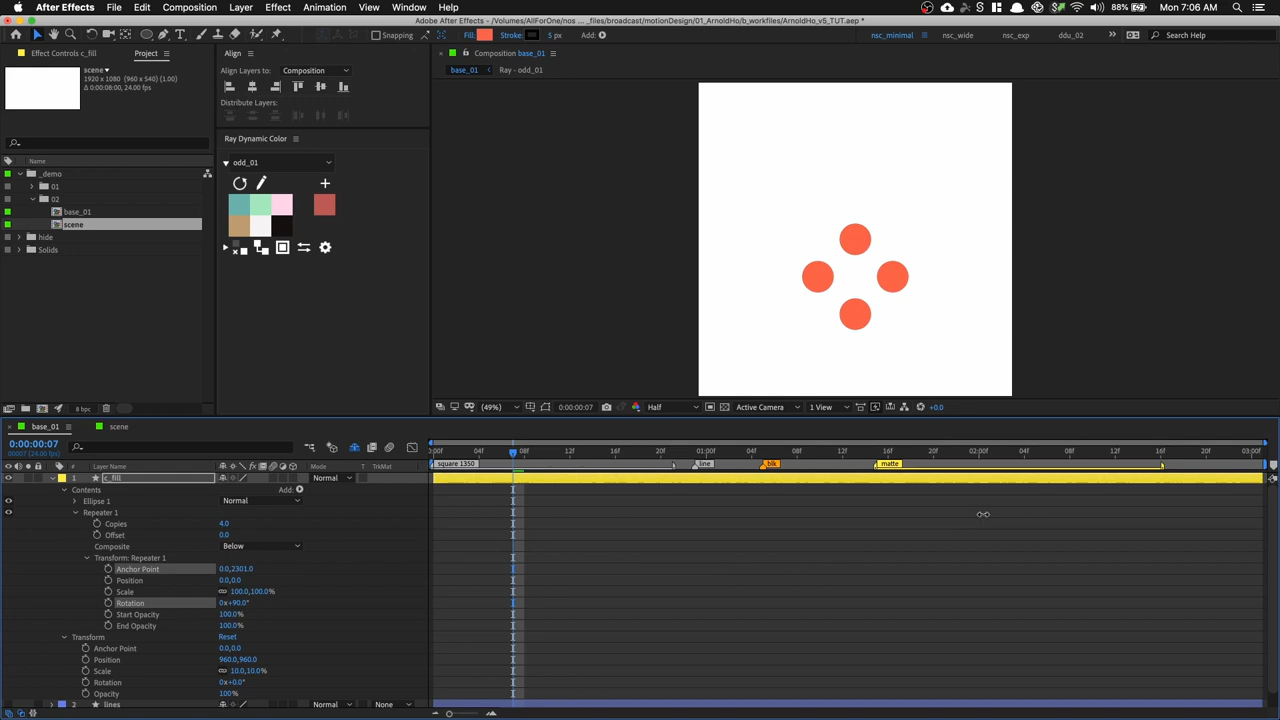 After Effects File Edit Composition Layer Effect Animation View Window Help 88% Wed 7:06 AM
Adobe After Effects - /Volumes/AllForOne/nos ... _files/broadcast/motionDesign/01_ArnoldHo/b_workfiles/ArnoldHo_v5_TUT.aep *
Snapping Fill: Stroke: 5 px Add: nsc_minimal nsc_wide nsc_exp ddu_02 Search Help
Effect Controls c_fill Project Align Composition base_01
scene
1920 x 1080 (960 x 540) (1.00)
Δ 0:00:08:00, 24.00 fps
Align Layers to: Composition
base_01 Ray - odd_01
Distribute Layers:
Ray Dynamic Color
odd_01
Name
_demo
01
02
base_01
scene
hide
Solids
8 bpc
(49%) 0:00:00:07 Half Active Camera 1 View +0.0
base_01 scene
0:00:00:07
00007 (24.00 fps)
:00f 04f 08f 12f 16f 20f 01:00f 04f 08f 12f 16f 20f 02:00f 04f 08f 12f 16f 20f 03:0
square 1350 line blk matte
# Layer Name Mode T TrkMat
1 c_fill Normal
Contents Add:
Ellipse 1 Normal
Repeater 1
Copies 4.0
Offset 0.0
Composite Below
Transform: Repeater 1
Anchor Point 0.0,2301.0
Position 0.0,0.0
Scale 100.0,100.0%
Rotation 0x+90.0°
Start Opacity 100.0%
End Opacity 100.0%
Transform Reset
Anchor Point 0.0,0.0
Position 960.0,960.0
Scale 10.0,10.0%
Rotation 0x+0.0°
Opacity 100%
2 lines Normal None